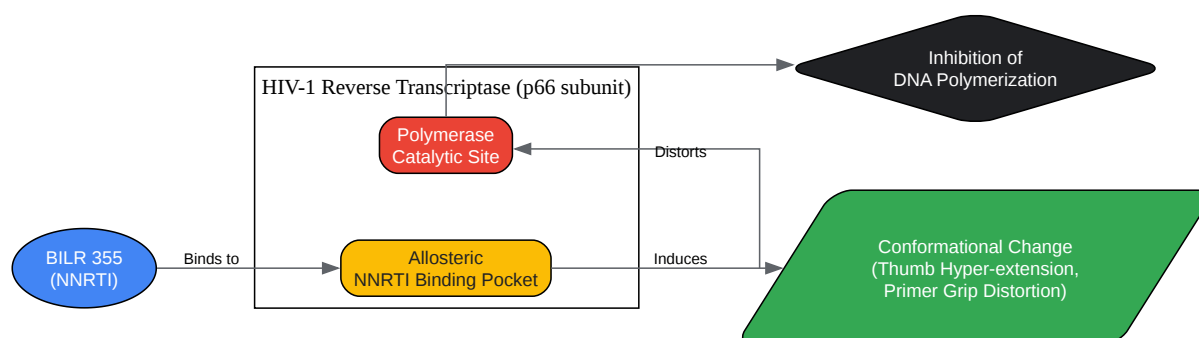 Inhibition of
DNA Polymerization
HIV-1 Reverse Transcriptase (p66 subunit)
Polymerase
Catalytic Site
Distorts
BILR 355
(NNRTI)
Binds to
Allosteric
NNRTI Binding Pocket
Induces
Conformational Change
(Thumb Hyper-extension,
Primer Grip Distortion)